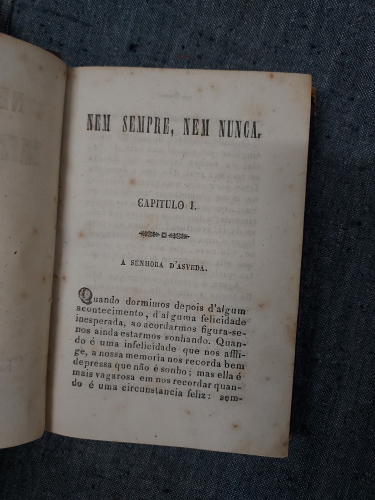 NEM SEMPRE, NEM NUNCA.
CAPITULO I.
A SENHORA D'ASVEDA.
Quando dormimos depois d'algum
acontecimento, d'alguma felicidade
inesperada, ao acordarmos figura-se-
nos ainda estarmos sonhando. Quan-
do é uma infelicidade que nos affli-
ge, a nossa memoria nos recorda bem
depressa que não é sonho; mas ella é
mais vagarosa em nos recordar quan-
do é uma circunstancia feliz: sem-